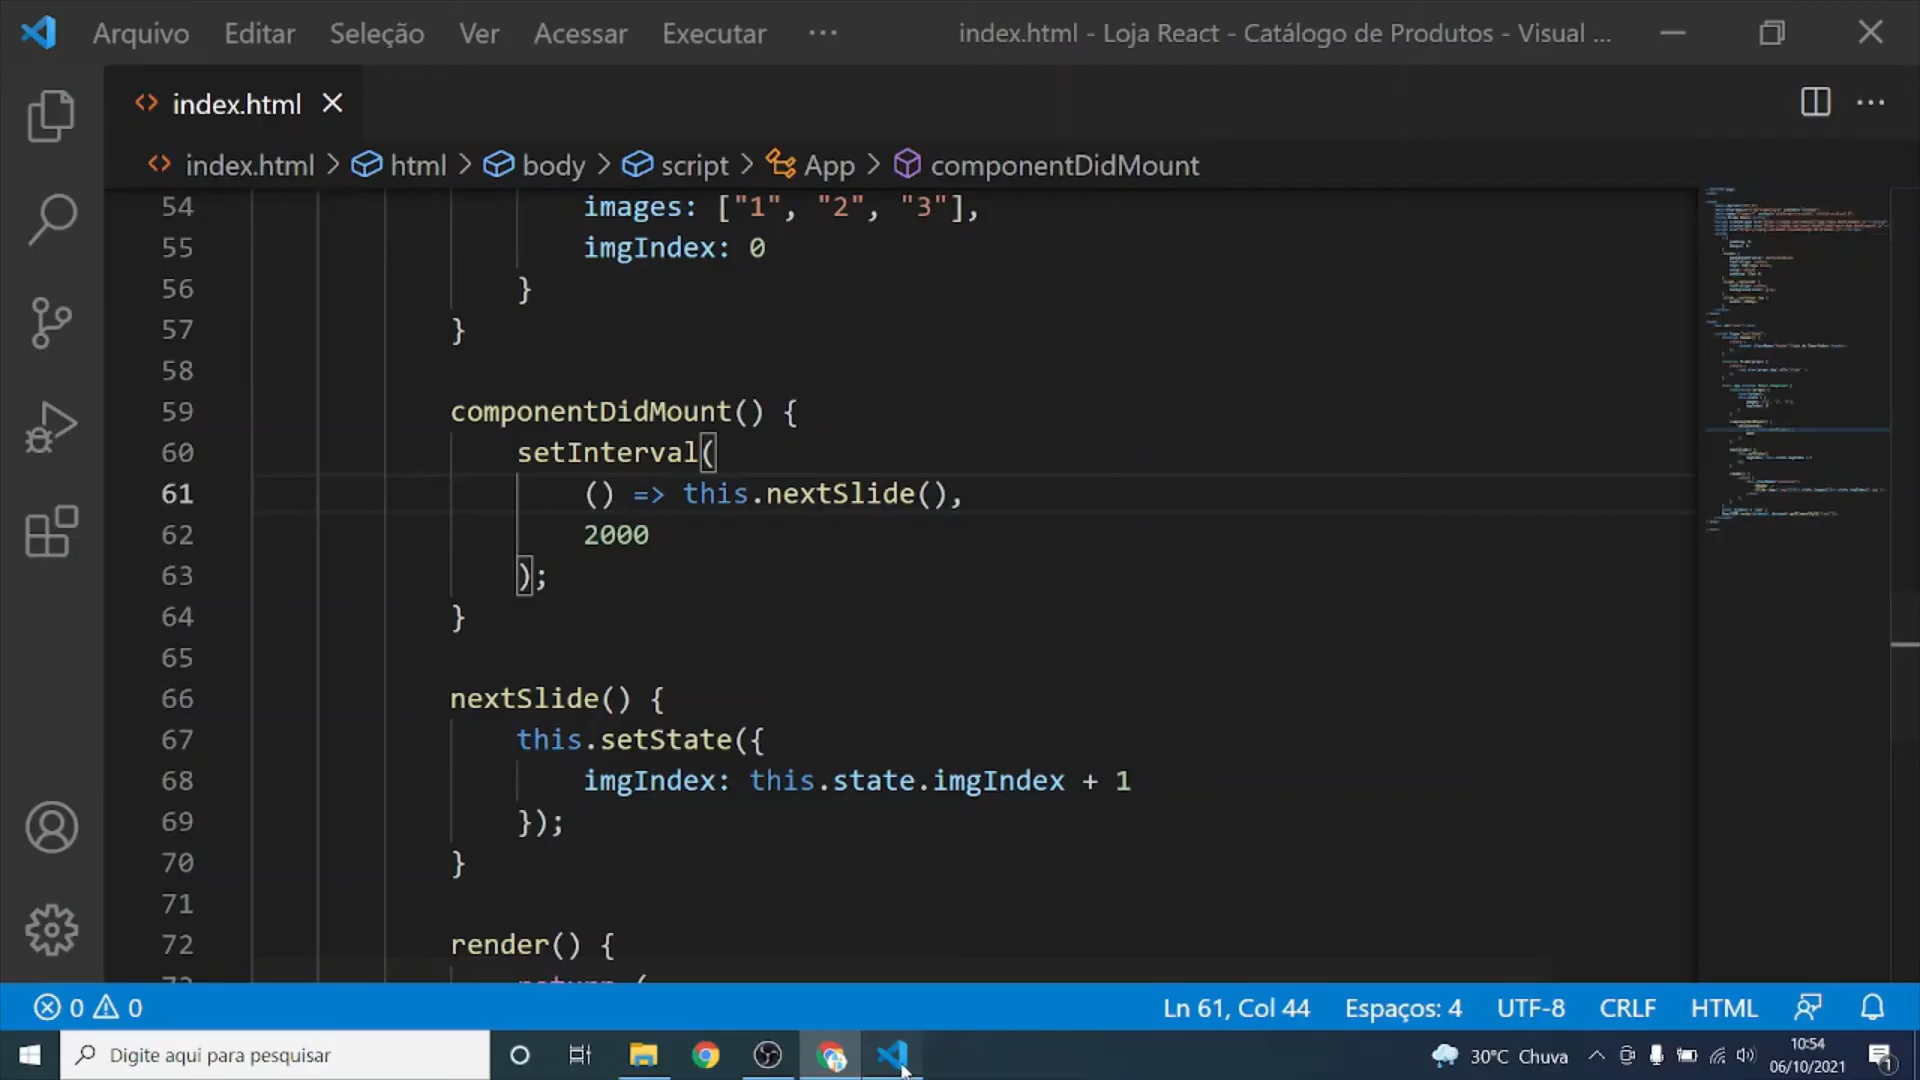 Arquivo Editar Seleção Ver Acessar Executar ··· index.html - Loja React - Catálogo de Produtos - Visual ...
index.html
index.html > html > body > script > App > componentDidMount
54 images: ["1", "2", "3"],
55 imgIndex: 0
56 }
57 }
58
59 componentDidMount() {
60 setInterval(
61 () => this.nextSlide(),
62 2000
63 );
64 }
65
66 nextSlide() {
67 this.setState({
68 imgIndex: this.state.imgIndex + 1
69 });
70 }
71
72 render() {
return (
0 0 Ln 61, Col 44 Espaços: 4 UTF-8 CRLF HTML
Digite aqui para pesquisar 30°C Chuva 10:54
06/10/2021 1